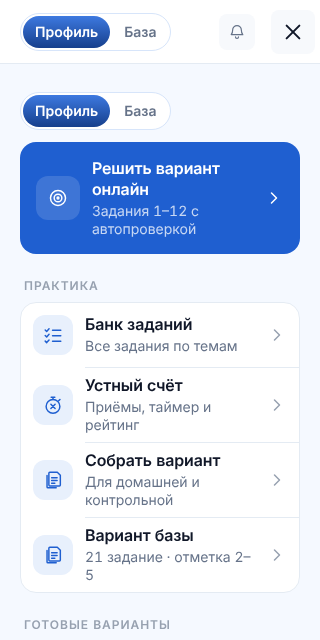 Профиль База
Профиль База
Решить вариант
онлайн
Задания 1–12 с
автопроверкой
ПРАКТИКА
Банк заданий
Все задания по темам
Устный счёт
Приёмы, таймер и
рейтинг
Собрать вариант
Для домашней и
контрольной
Вариант базы
21 задание · отметка 2–
5
ГОТОВЫЕ ВАРИАНТЫ